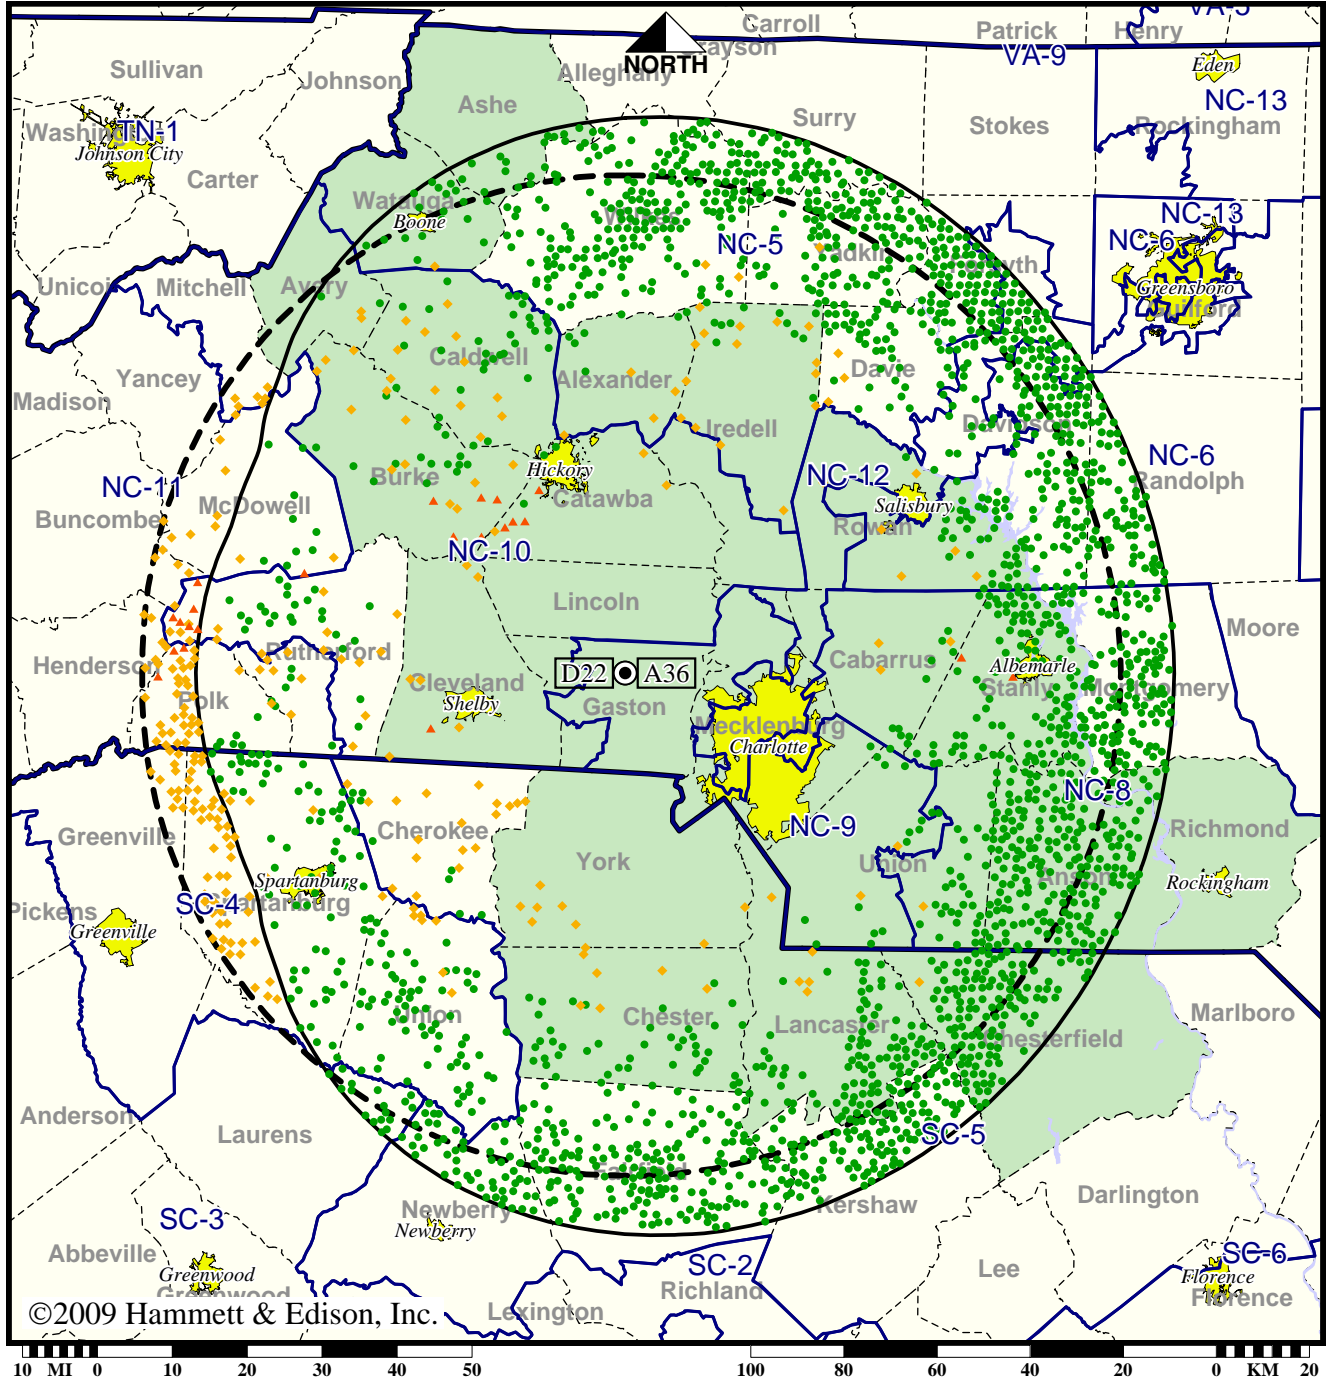 Carroll
VA-5
Patrick
Henry
Grayson
VA-9
NORTH
Sullivan
Johnson
Alleghany
Eden
NC-13
Ashe
Surry
Stokes
Rockingham
Washington
TN-1
Johnson City
Carter
Watauga
Boone
Wilkes
NC-5
NC-13
NC-6
Yadkin
Forsyth
Greensboro
Guilford
Unicoi
Mitchell
Avery
Caldwell
Yancey
Alexander
Davie
Madison
Iredell
Davidson
NC-6
Randolph
Hickory
Burke
NC-12
NC-11
McDowell
Catawba
Salisbury
Rowan
Buncombe
NC-10
Lincoln
Moore
Henderson
Rutherford
D22
A36
Cabarrus
Albemarle
Polk
Cleveland
Shelby
Gaston
Stanly
Montgomery
Mecklenburg
Charlotte
NC-8
Greenville
Cherokee
NC-9
Richmond
York
Union
Anson
Rockingham
Spartanburg
Pickens
SC-4
Spartanburg
Greenville
Union
Chester
Lancaster
Marlboro
Chesterfield
Anderson
Laurens
SC-5
Fairfield
Darlington
Newberry
Kershaw
SC-3
Newberry
Abbeville
SC-2
Lee
SC-6
Greenwood
Richland
Florence
Greenwood
Lexington
Florence
©2009 Hammett & Edison, Inc.
10 MI 0 10 20 30 40 50 100 80 60 40 20 0 KM 20